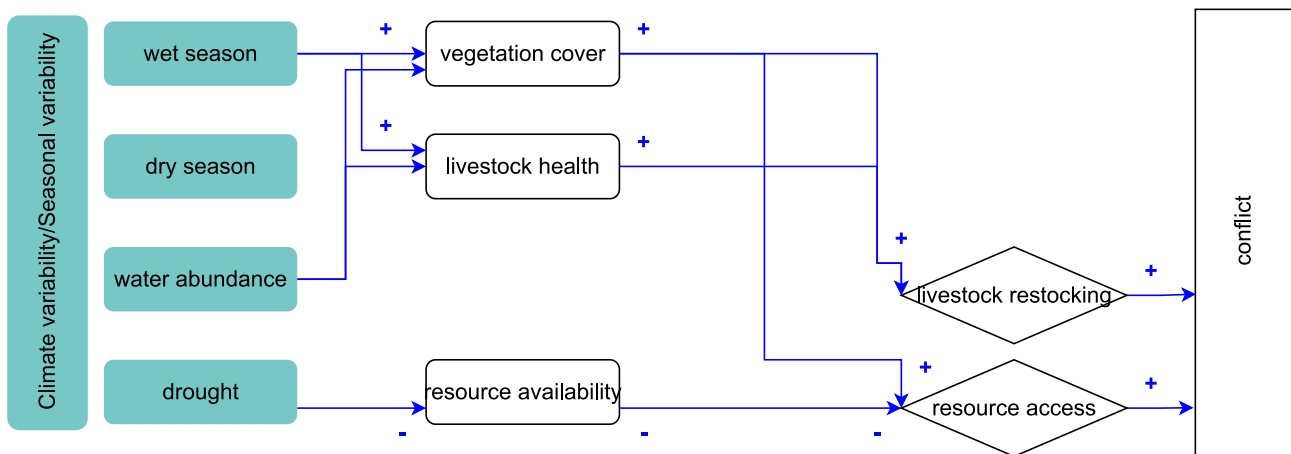 Climate variability/Seasonal variability
wet season
+
vegetation cover
+
dry season
+
livestock health
+
water abundance
+
livestock restocking
+
conflict
drought
-
resource availability
-
+
-
resource access
+